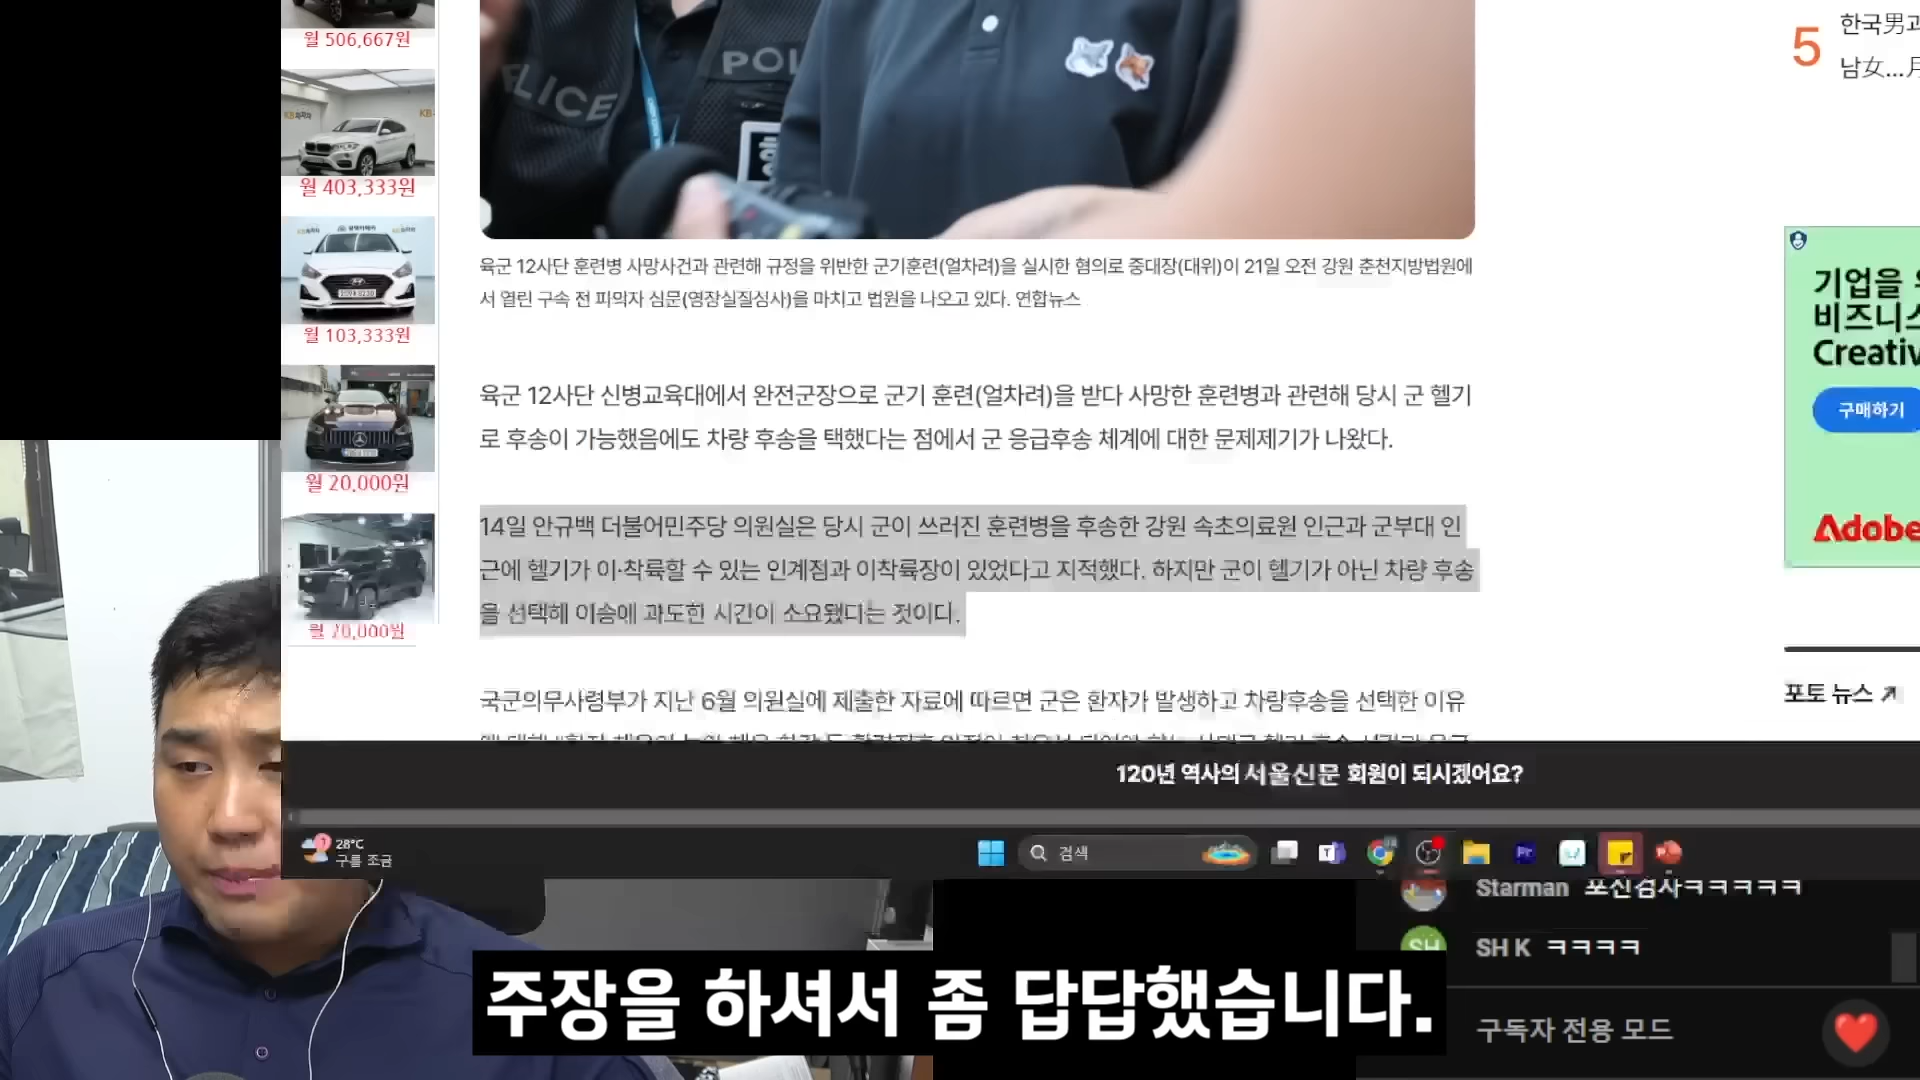 월 506,667원
월 403,333원
월 103,333원
월 20,000원
월 20,000원
POL
LICE
육군 12사단 훈련병 사망사건과 관련해 규정을 위반한 군기훈련(얼차려)을 실시한 혐의로 중대장(대위)이 21일 오전 강원 춘천지방법원에
서 열린 구속 전 피의자 심문(영장실질심사)을 마치고 법원을 나오고 있다. 연합뉴스
육군 12사단 신병교육대에서 완전군장으로 군기 훈련(얼차려)을 받다 사망한 훈련병과 관련해 당시 군 헬기
로 후송이 가능했음에도 차량 후송을 택했다는 점에서 군 응급후송 체계에 대한 문제제기가 나왔다.
14일 안규백 더불어민주당 의원실은 당시 군이 쓰러진 훈련병을 후송한 강원 속초의료원 인근과 군부대 인
근에 헬기가 이·착륙할 수 있는 인계점과 이착륙장이 있었다고 지적했다. 하지만 군이 헬기가 아닌 차량 후송
을 선택해 이송에 과도한 시간이 소요됐다는 것이다.
국군의무사령부가 지난 6월 의원실에 제출한 자료에 따르면 군은 환자가 발생하고 차량후송을 선택한 이유
5
한국男과
남女...月
기업을
비즈니스
Creativ
구매하기
Adobe
포토 뉴스 ↗
120년 역사의 서울신문 회원이 되시겠어요?
28°C
구름 조금
검색
Starman 포신검사ㅋㅋㅋㅋㅋ
SH
SH K ㅋㅋㅋㅋ
구독자 전용 모드
주장을 하셔서 좀 답답했습니다.